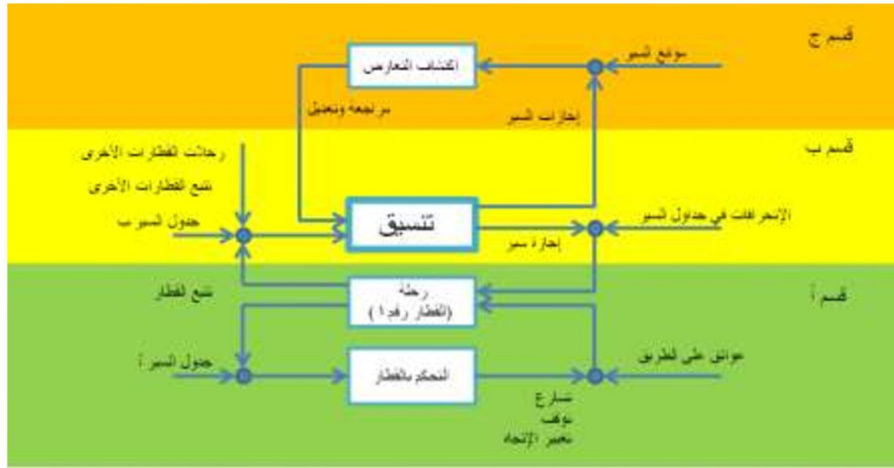 قسم ج
موقع السير
اكتشاف التعارض
إجازات السير
مراجعة وتعديل
قسم ب
رحلات القطارات الأخرى
تتبع القطارات الأخرى
الإنحرافات في جداول السير
تنسيق
جدول السير ب
إجازة سير
قسم أ
رحلة
(القطار رقم ١)
تتبع القطار
عوائق على الطريق
التحكم بالقطار
جدول السير أ
تسارع
توقف
تغيير الإتجاه